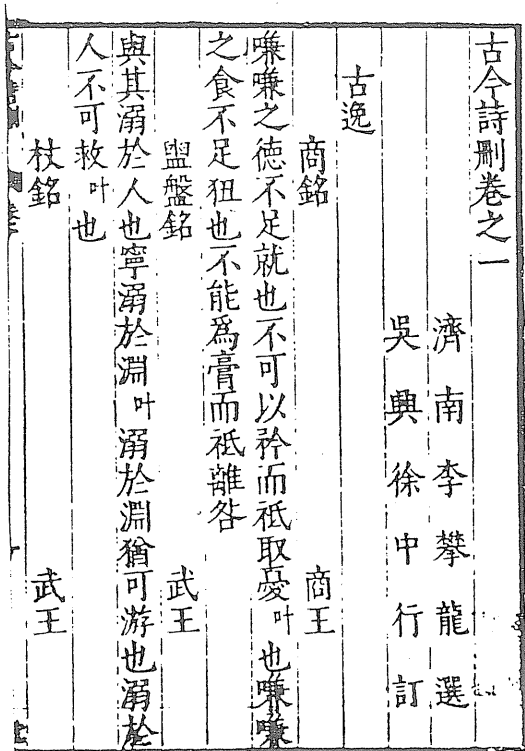 古今詩刪卷之一
濟南李攀龍選
吳興徐中行訂
古逸
商銘　商王
嗛嗛之德不足就也不可以矜而祇取憂叶也嗛嗛
之食不足狃也不能爲膏而祇離咎
盥盤銘　武王
與其溺於人也寧溺於淵叶溺於淵猶可游也溺於
人不可救叶也
杖銘　武王